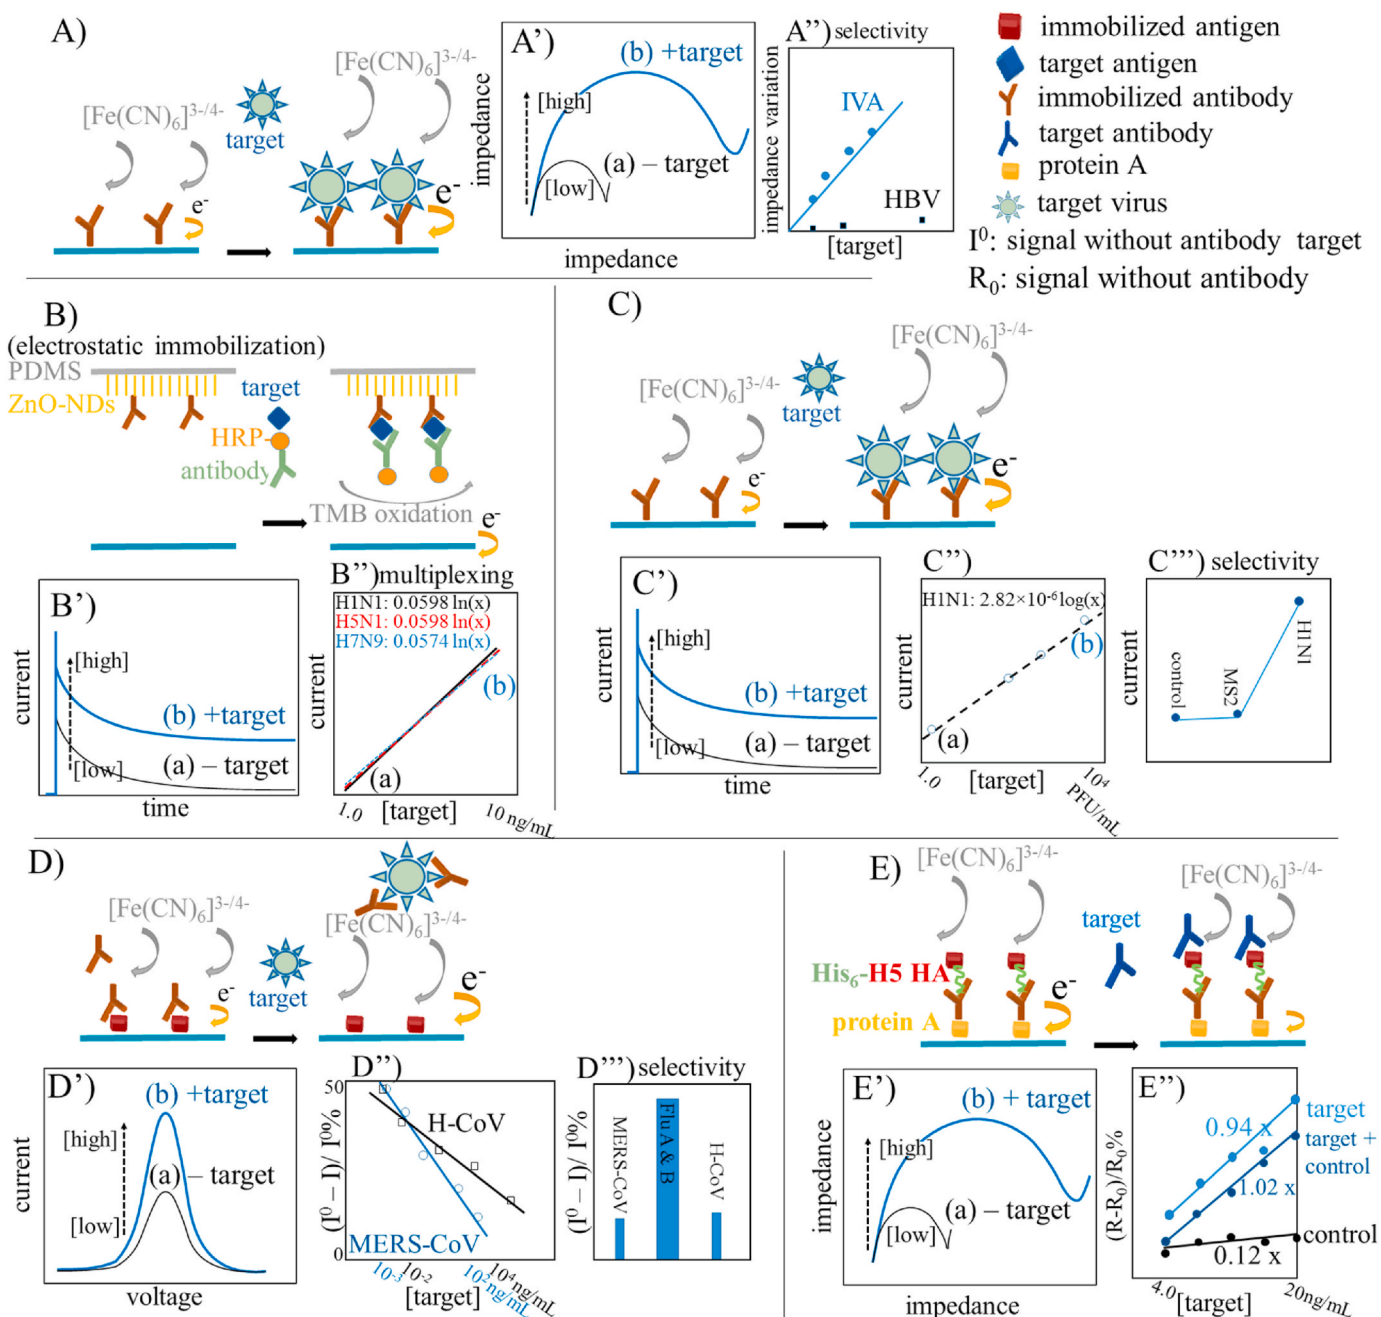 A)
[Fe(CN)6]3-/4-
target
e-
[Fe(CN)6]3-/4-
e-
A')
(b) +target
[high]
(a) – target
[low]
impedance
impedance
A'') selectivity
IVA
HBV
impedance variation
[target]
immobilized antigen
target antigen
immobilized antibody
target antibody
protein A
target virus
I0: signal without antibody target
R0: signal without antibody
B)
(electrostatic immobilization)
PDMS
ZnO-NDs
target
HRP-
antibody
TMB oxidation
e-
B')
[high]
(b) +target
[low]
(a) – target
current
time
B'') multiplexing
H1N1: 0.0598 ln(x)
H5N1: 0.0598 ln(x)
H7N9: 0.0574 ln(x)
(b)
(a)
current
1.0
[target]
10 ng/mL
C)
[Fe(CN)6]3-/4-
target
e-
[Fe(CN)6]3-/4-
e-
C')
[high]
(b) +target
[low]
(a) – target
current
time
C'')
H1N1: 2.82×10-6log(x)
(b)
(a)
current
1.0
[target]
104
PFU/mL
C''') selectivity
control
MS2
H1N1
current
D)
[Fe(CN)6]3-/4-
e-
target
[Fe(CN)6]3-/4-
e-
D')
(b) +target
[high]
(a) – target
[low]
current
voltage
D'')
50
H-CoV
MERS-CoV
0
(I0 – I)/ I0%
10-3
10-2
102 ng/mL
104 ng/mL
[target]
D''') selectivity
MERS-CoV
Flu A & B
H-CoV
(I0 – I)/ I0%
E)
[Fe(CN)6]3-/4-
His6-H5 HA
protein A
e-
target
[Fe(CN)6]3-/4-
E')
(b) + target
[high]
(a) – target
[low]
impedance
impedance
E'')
target
0.94 x
target +
control
1.02 x
control
0.12 x
(R-R0)/R0%
4.0
[target]
20 ng/mL